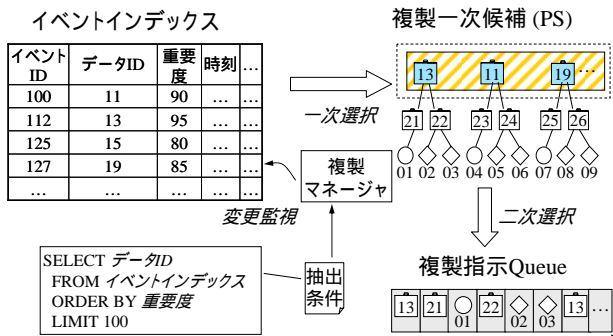 イベントインデックス
複製一次候補 (PS)
イベントID データID 重要度 時刻 …
100 11 90 … …
112 13 95 … …
125 15 80 … …
127 19 85 … …
… … … … …
一次選択
13 11 19 …
21 22 23 24 25 26
01 02 03 04 05 06 07 08 09
複製
マネージャ
変更監視
二次選択
SELECT データID
FROM イベントインデックス
ORDER BY 重要度
LIMIT 100
抽出
条件
複製指示Queue
13 21 01 22 02 03 13 …